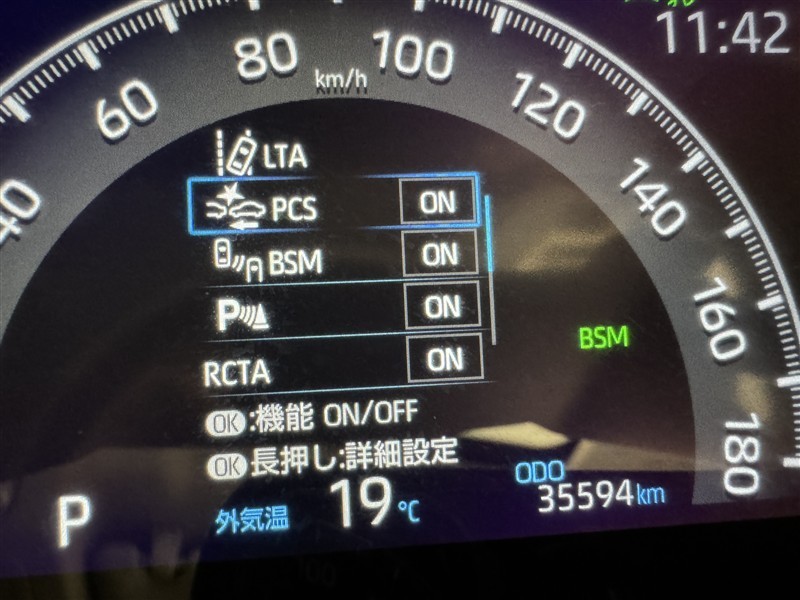 11:42
40
60
80
100
120
140
160
180
km/h
LTA
PCS ON
BSM ON
P ON
RCTA ON
BSM
OK:機能 ON/OFF
OK長押し:詳細設定
P
外気温 19℃
ODO
35594km